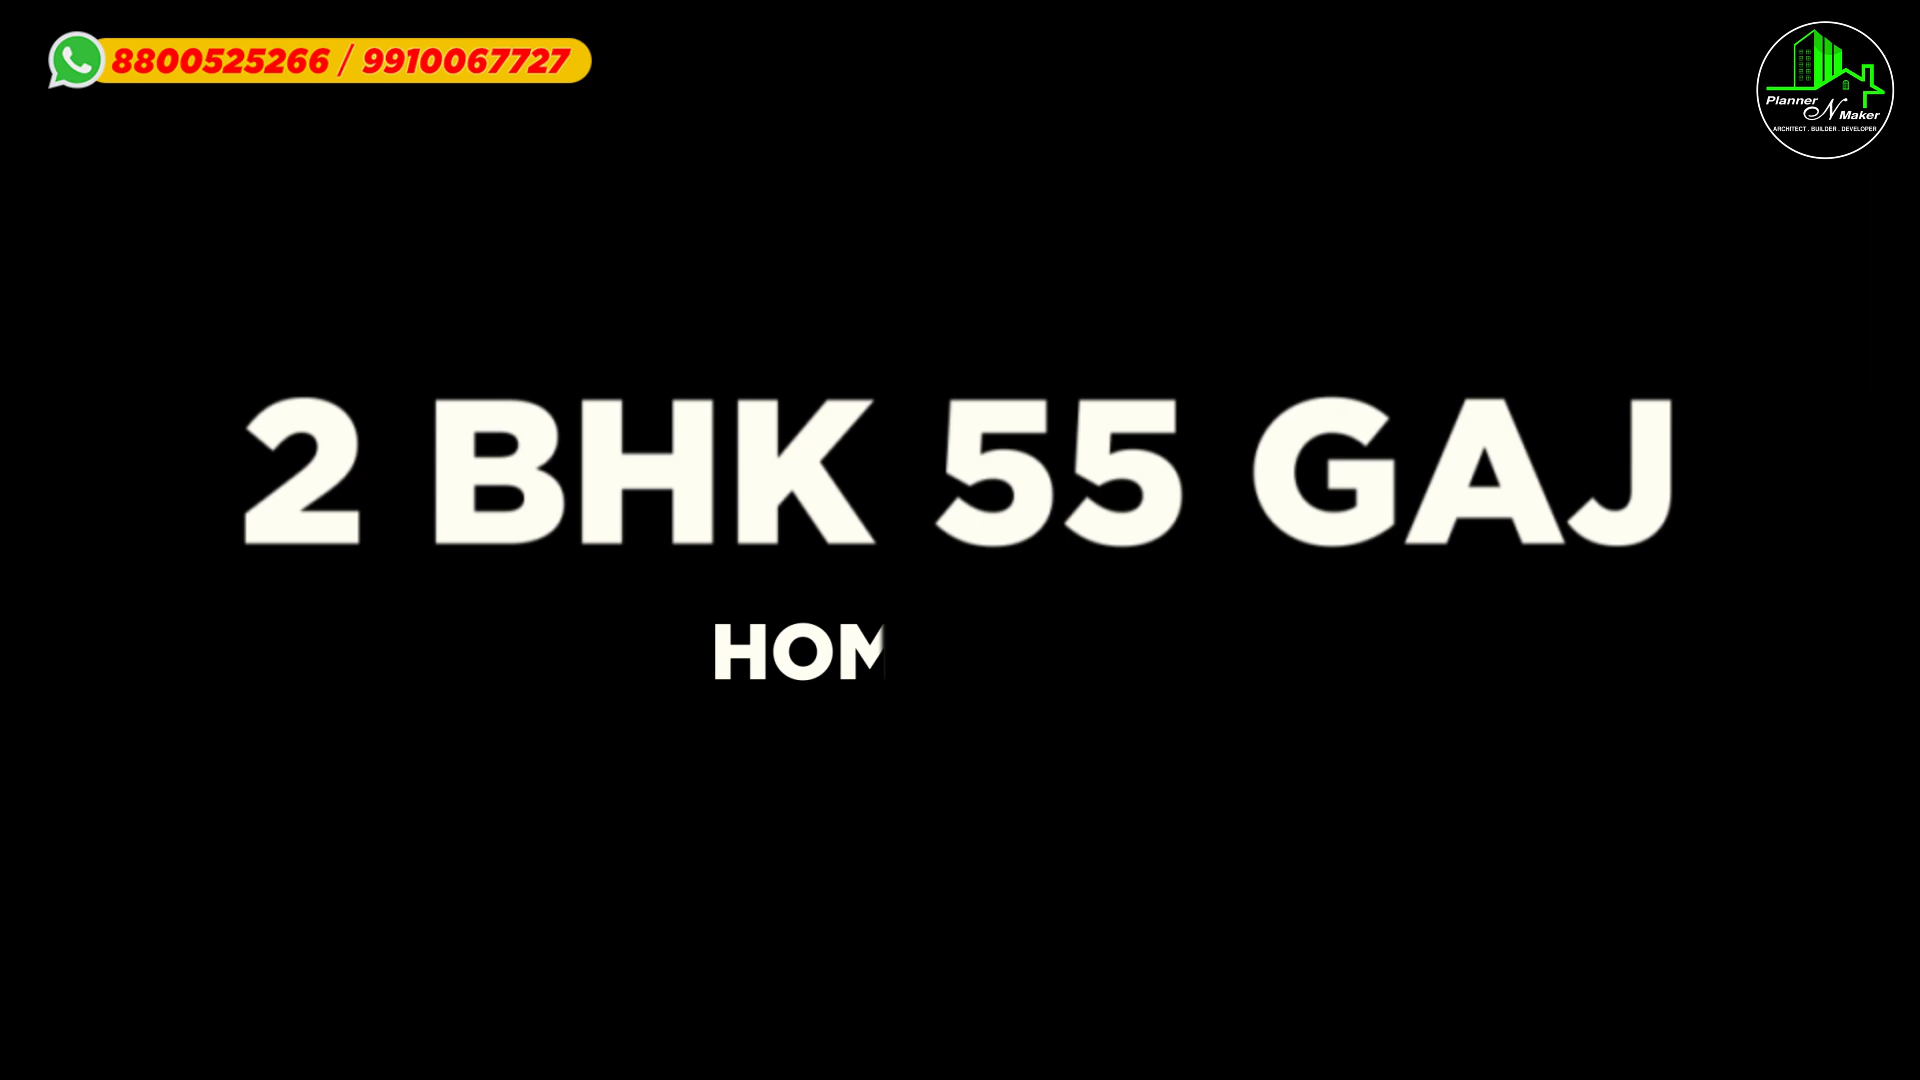 8800525266 / 9910067727
Planner
N Maker
ARCHITECT . BUILDER . DEVELOPER
2 BHK 55 GAJ
HOM